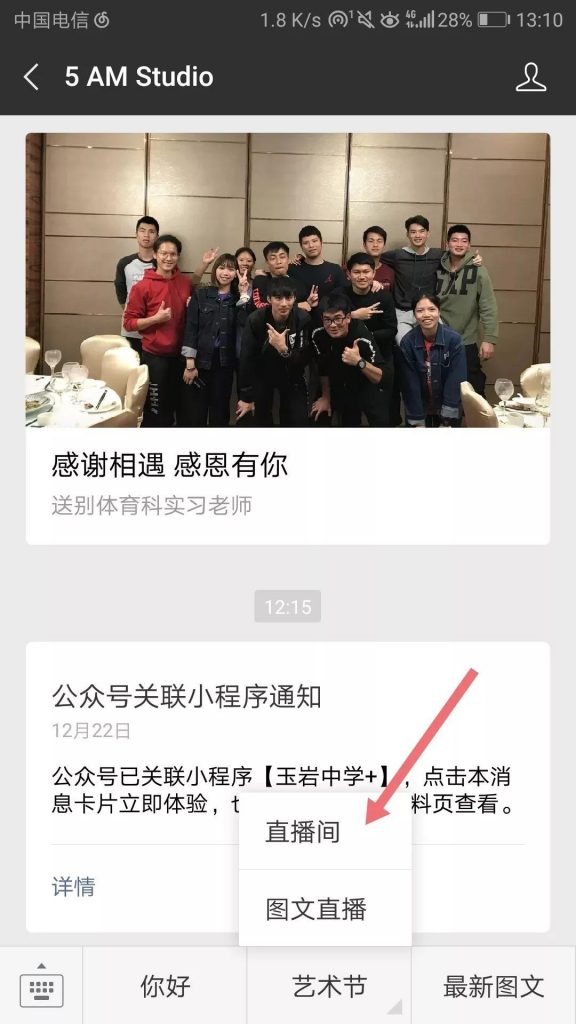 中国电信 1.8 K/s 4G 28% 13:10
5 AM Studio
感谢相遇 感恩有你
送别体育科实习老师
12:15
公众号关联小程序通知
12月22日
公众号已关联小程序【玉岩中学+】，点击本消
息卡片立即体验，
料页查看。
直播间
详情
图文直播
你好
艺术节
最新图文